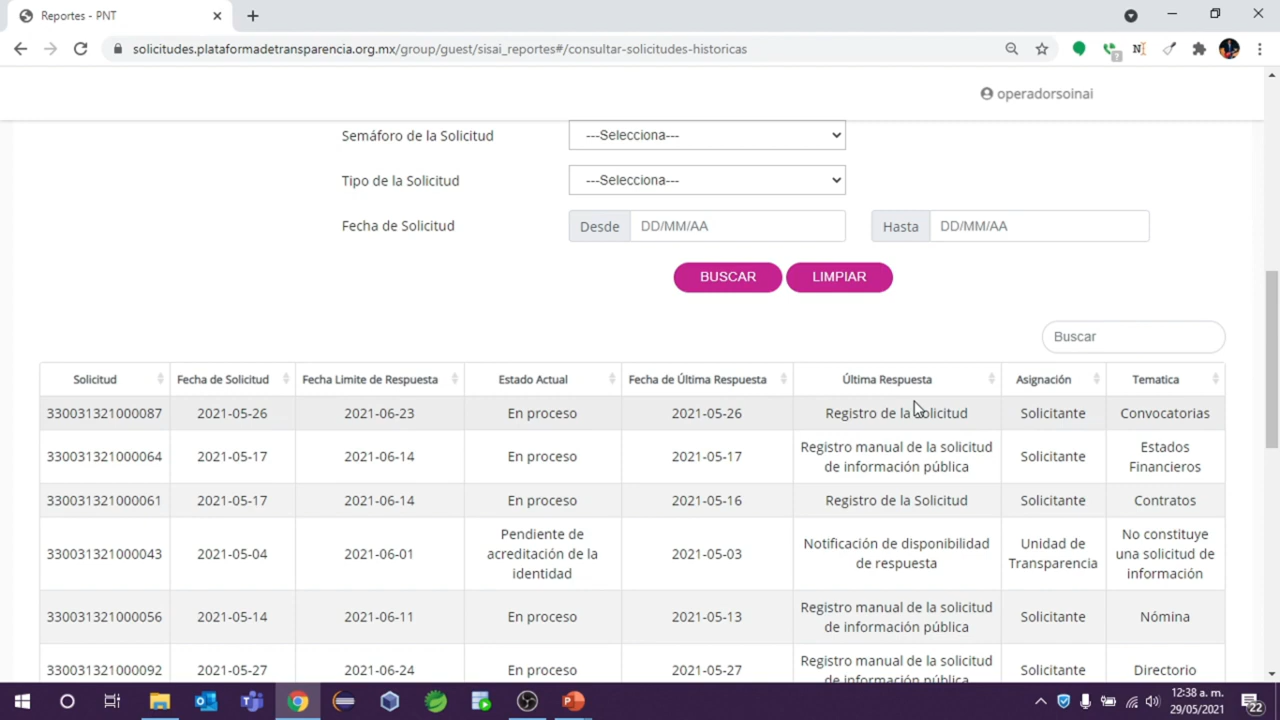 Reportes - PNT
solicitudes.plataformadetransparencia.org.mx/group/guest/sisai_reportes#/consultar-solicitudes-historicas
operadorsoinai
Semáforo de la Solicitud
---Selecciona---
Tipo de la Solicitud
---Selecciona---
Fecha de Solicitud
Desde
DD/MM/AA
Hasta
DD/MM/AA
BUSCAR
LIMPIAR
Buscar
Solicitud Fecha de Solicitud Fecha Limite de Respuesta Estado Actual Fecha de Última Respuesta Última Respuesta Asignación Tematica
330031321000087 2021-05-26 2021-06-23 En proceso 2021-05-26 Registro de la Solicitud Solicitante Convocatorias
330031321000064 2021-05-17 2021-06-14 En proceso 2021-05-17 Registro manual de la solicitud de información pública Solicitante Estados Financieros
330031321000061 2021-05-17 2021-06-14 En proceso 2021-05-16 Registro de la Solicitud Solicitante Contratos
330031321000043 2021-05-04 2021-06-01 Pendiente de acreditación de la identidad 2021-05-03 Notificación de disponibilidad de respuesta Unidad de Transparencia No constituye una solicitud de información
330031321000056 2021-05-14 2021-06-11 En proceso 2021-05-13 Registro manual de la solicitud de información pública Solicitante Nómina
330031321000092 2021-05-27 2021-06-24 En proceso 2021-05-27 Registro manual de la solicitud de información pública Solicitante Directorio
12:38 a. m.
29/05/2021
22